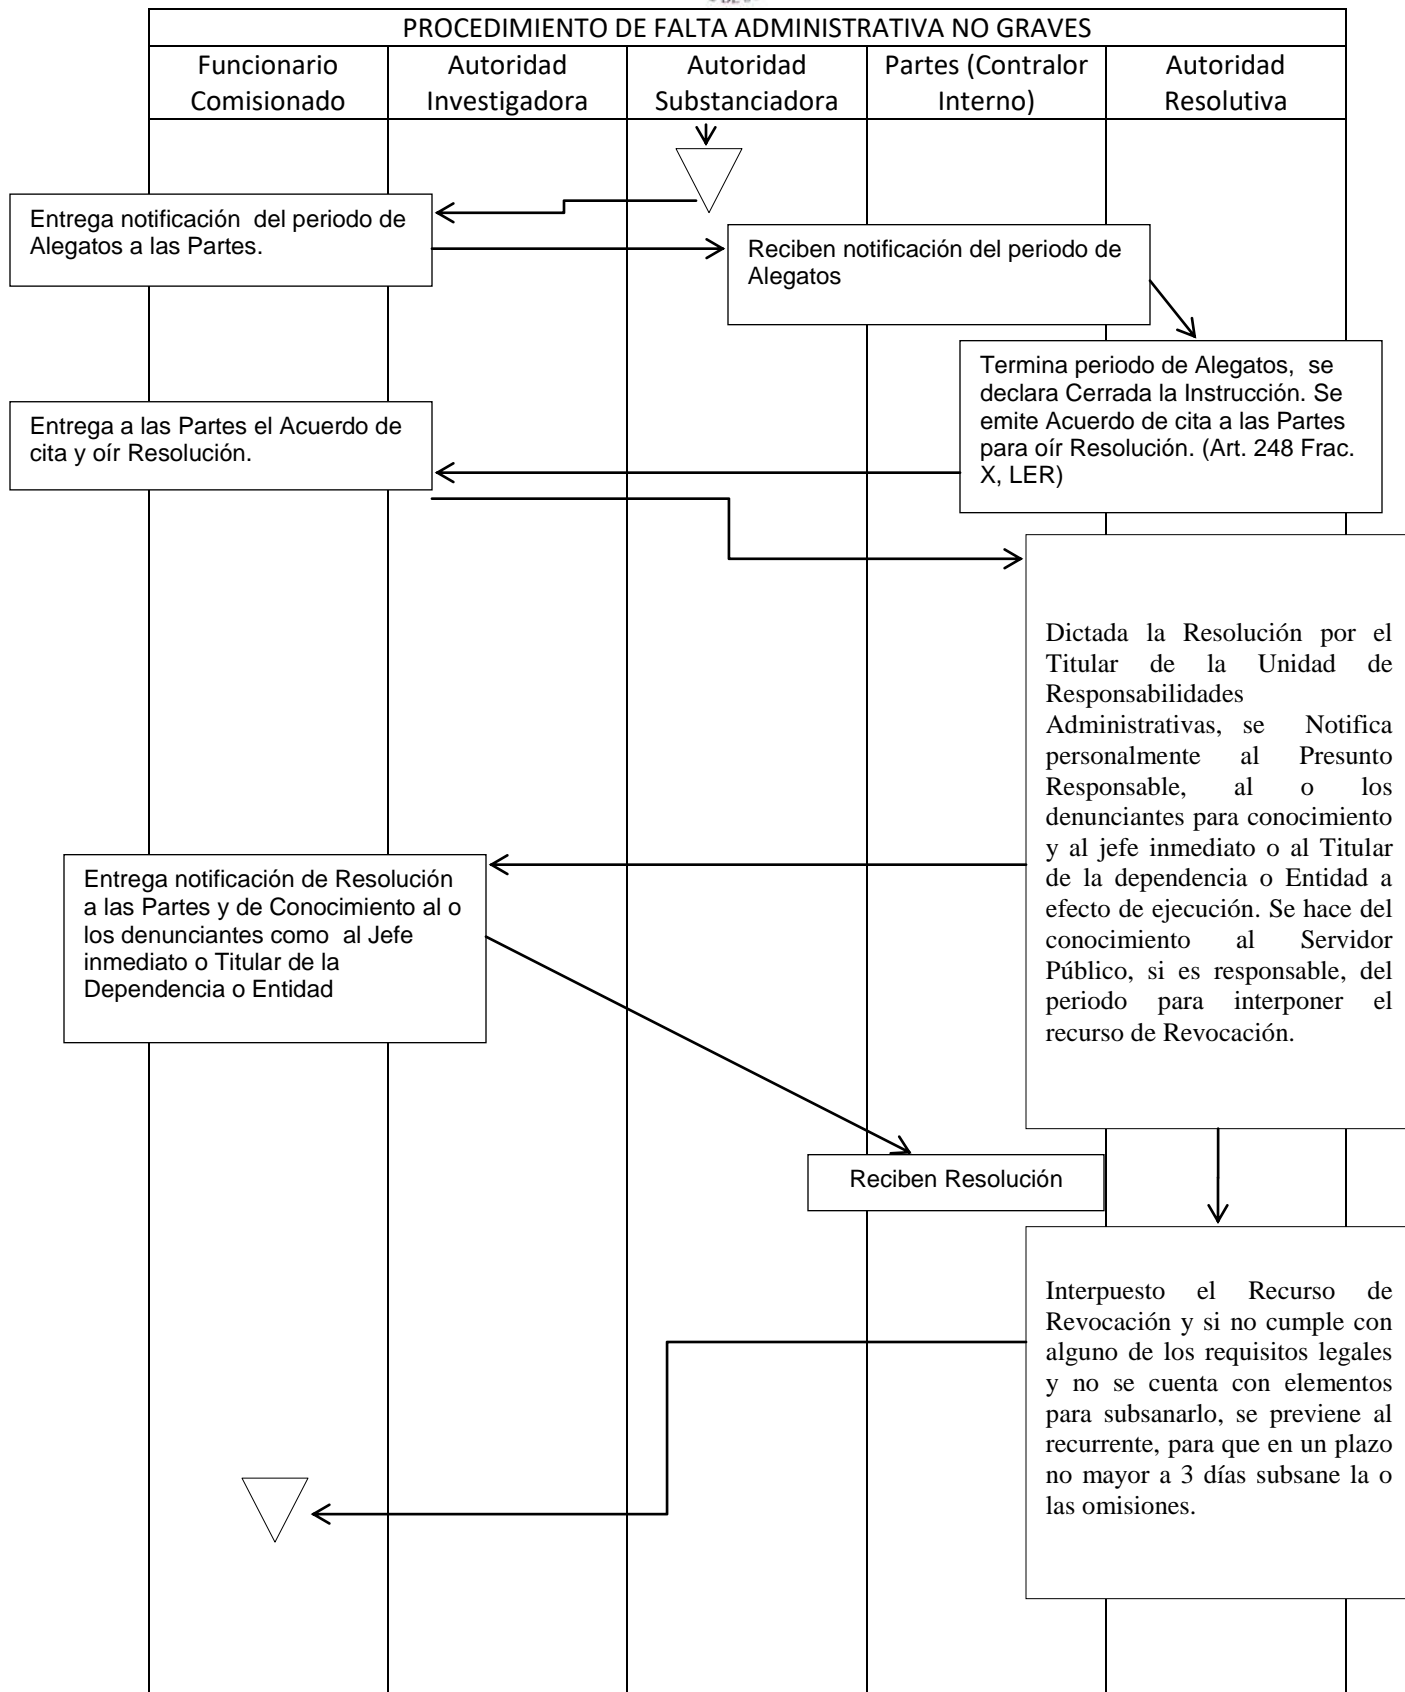 PROCEDIMIENTO DE FALTA ADMINISTRATIVA NO GRAVES
Funcionario
Comisionado
Autoridad
Investigadora
Autoridad
Substanciadora
Partes (Contralor
Interno)
Autoridad
Resolutiva
Entrega notificación del periodo de
Alegatos a las Partes.
Reciben notificación del periodo de
Alegatos
Termina periodo de Alegatos, se
declara Cerrada la Instrucción. Se
emite Acuerdo de cita a las Partes
para oír Resolución. (Art. 248 Frac.
X, LER)
Entrega a las Partes el Acuerdo de
cita y oír Resolución.
Dictada la Resolución por el
Titular de la Unidad de
Responsabilidades
Administrativas, se Notifica
personalmente al Presunto
Responsable, al o los
denunciantes para conocimiento
y al jefe inmediato o al Titular
de la dependencia o Entidad a
efecto de ejecución. Se hace del
conocimiento al Servidor
Público, si es responsable, del
periodo para interponer el
recurso de Revocación.
Entrega notificación de Resolución
a las Partes y de Conocimiento al o
los denunciantes como al Jefe
inmediato o Titular de la
Dependencia o Entidad
Reciben Resolución
Interpuesto el Recurso de
Revocación y si no cumple con
alguno de los requisitos legales
y no se cuenta con elementos
para subsanarlo, se previene al
recurrente, para que en un plazo
no mayor a 3 días subsane la o
las omisiones.